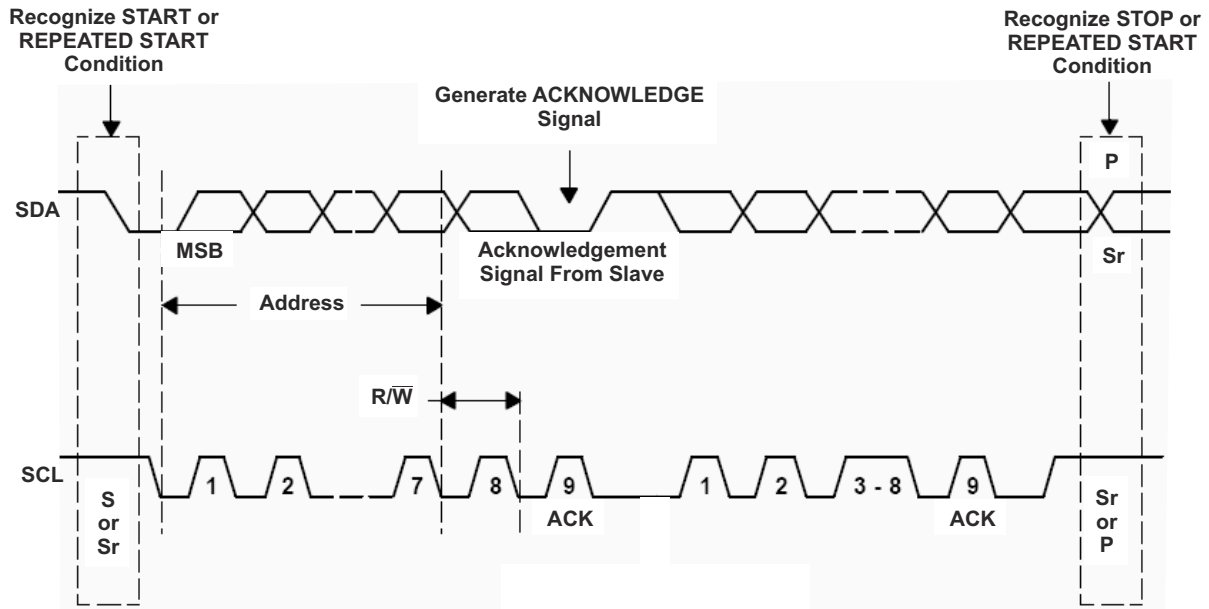 Recognize START or
REPEATED START
Condition
Recognize STOP or
REPEATED START
Condition
Generate ACKNOWLEDGE
Signal
P
SDA
MSB
Acknowledgement
Signal From Slave
Sr
Address
R/W̅
SCL
1
2
7
8
9
1
2
3 - 8
9
S
or
Sr
ACK
ACK
Sr
or
P